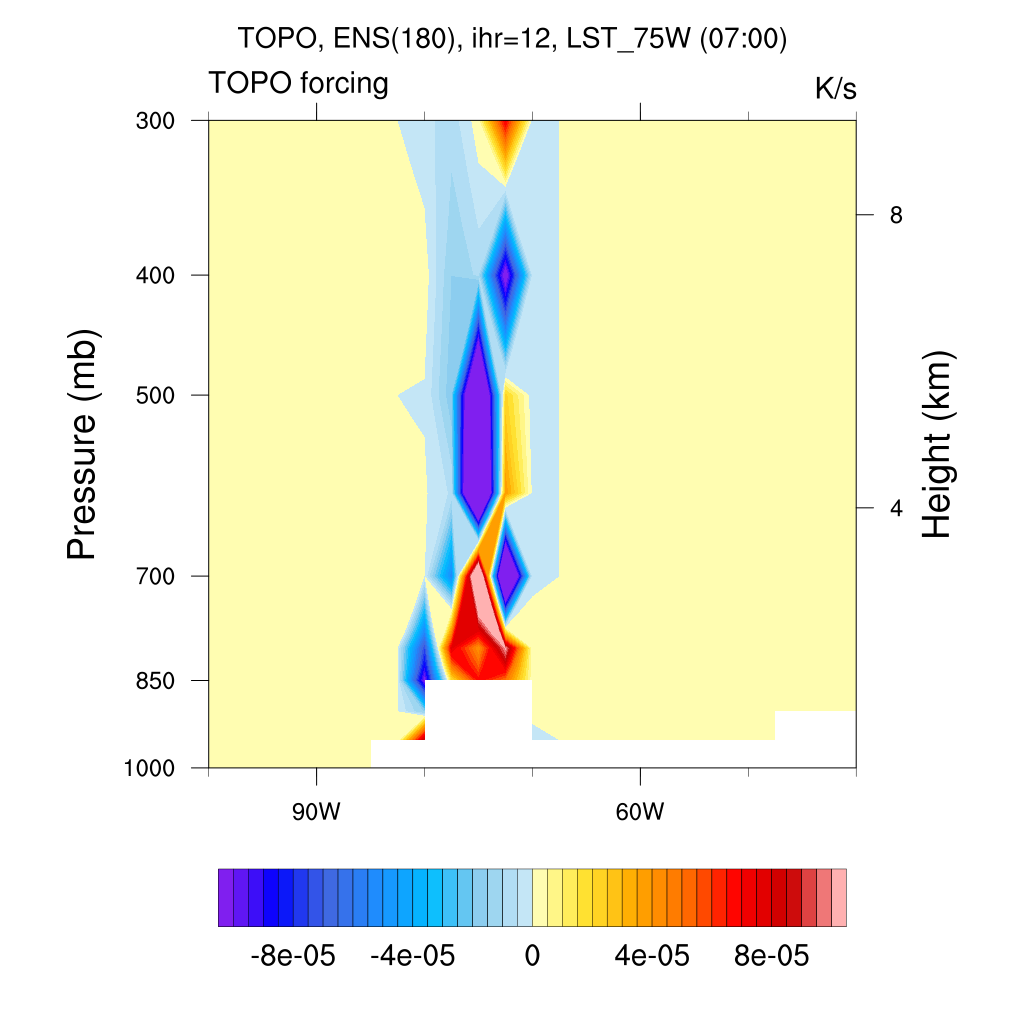 TOPO, ENS(180), ihr=12, LST_75W (07:00)
TOPO forcing
K/s
300
400
500
700
850
1000
Pressure (mb)
8
4
Height (km)
90W
60W
-8e-05
-4e-05
0
4e-05
8e-05